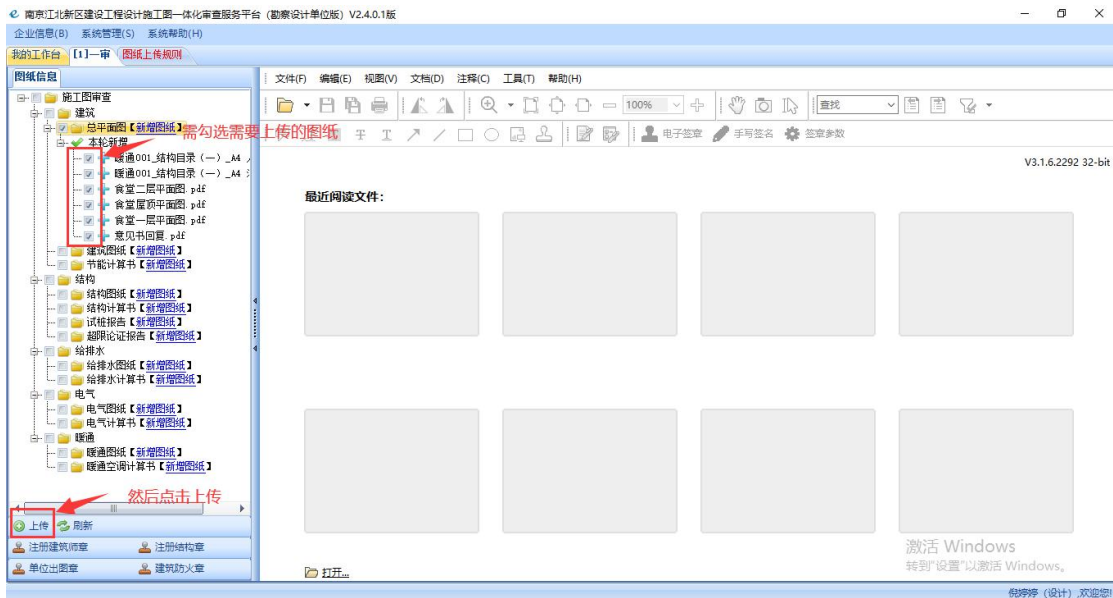 南京江北新区建设工程设计施工图一体化审查服务平台（勘察设计单位版）V2.4.0.1版
企业信息(B) 系统管理(S) 系统帮助(H)
我的工作台 [1]一审 图纸上传规则
图纸信息
文件(F) 编辑(E) 视图(V) 文档(D) 注释(C) 工具(T) 帮助(H)
施工图审查
100%
查找
建筑
总平面图【新增图纸】
需勾选需要上传的图纸
电子签章 手写签名 签章参数
本轮新增
暖通001_结构目录（一）_A4
V3.1.6.2292 32-bit
暖通001_结构目录（一）_A4
食堂二层平面图.pdf
最近阅读文件：
食堂屋顶平面图.pdf
食堂一层平面图.pdf
意见书回复.pdf
建筑图纸【新增图纸】
节能计算书【新增图纸】
结构
结构图纸【新增图纸】
结构计算书【新增图纸】
试桩报告【新增图纸】
超限论证报告【新增图纸】
给排水
给排水图纸【新增图纸】
给排水计算书【新增图纸】
电气
电气图纸【新增图纸】
电气计算书【新增图纸】
暖通
暖通图纸【新增图纸】
暖通空调计算书【新增图纸】
然后点击上传
上传 刷新
注册建筑师章 注册结构章
单位出图章 建筑防火章
打开...
激活 Windows
转到"设置"以激活 Windows。
倪婷婷（设计）,欢迎您!